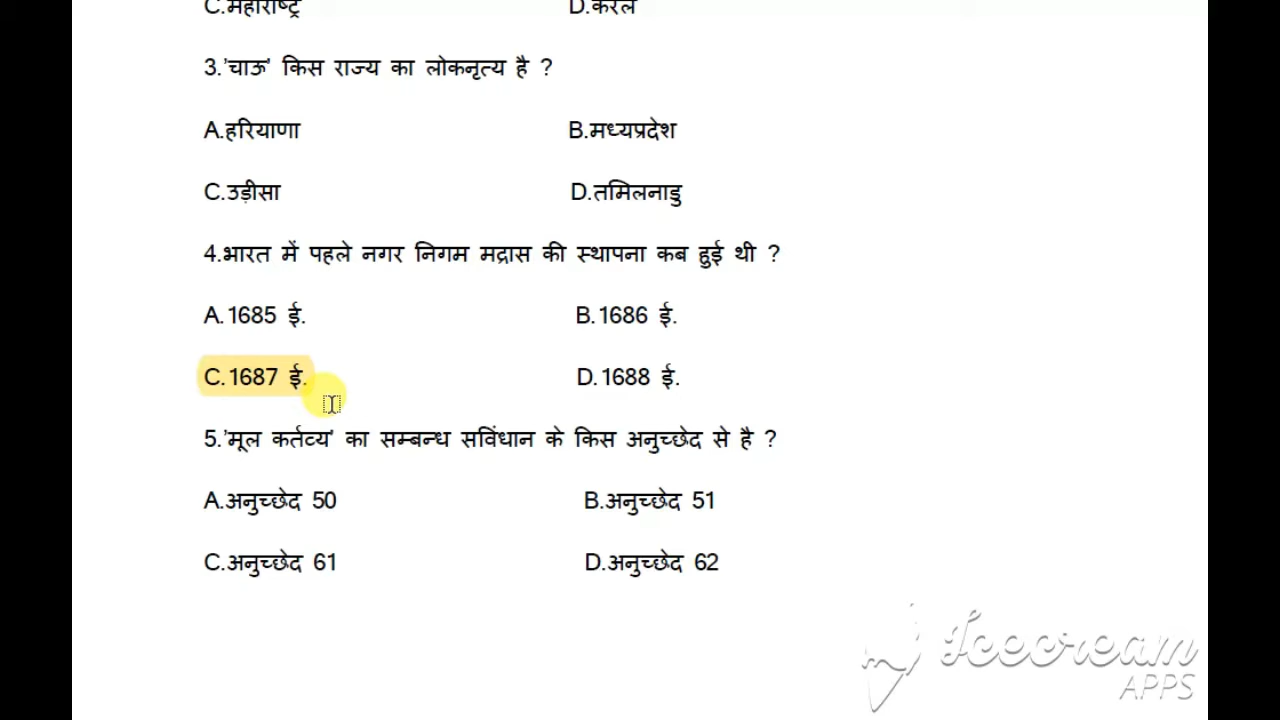 C.महाराष्ट्र D.केरल
3.'चाऊ' किस राज्य का लोकनृत्य है ?
A.हरियाणा B.मध्यप्रदेश
C.उड़ीसा D.तमिलनाडु
4.भारत में पहले नगर निगम मद्रास की स्थापना कब हुई थी ?
A.1685 ई. B.1686 ई.
C.1687 ई. D.1688 ई.
5.'मूल कर्तव्य' का सम्बन्ध सविंधान के किस अनुच्छेद से है ?
A.अनुच्छेद 50 B.अनुच्छेद 51
C.अनुच्छेद 61 D.अनुच्छेद 62
Icecream
APPS